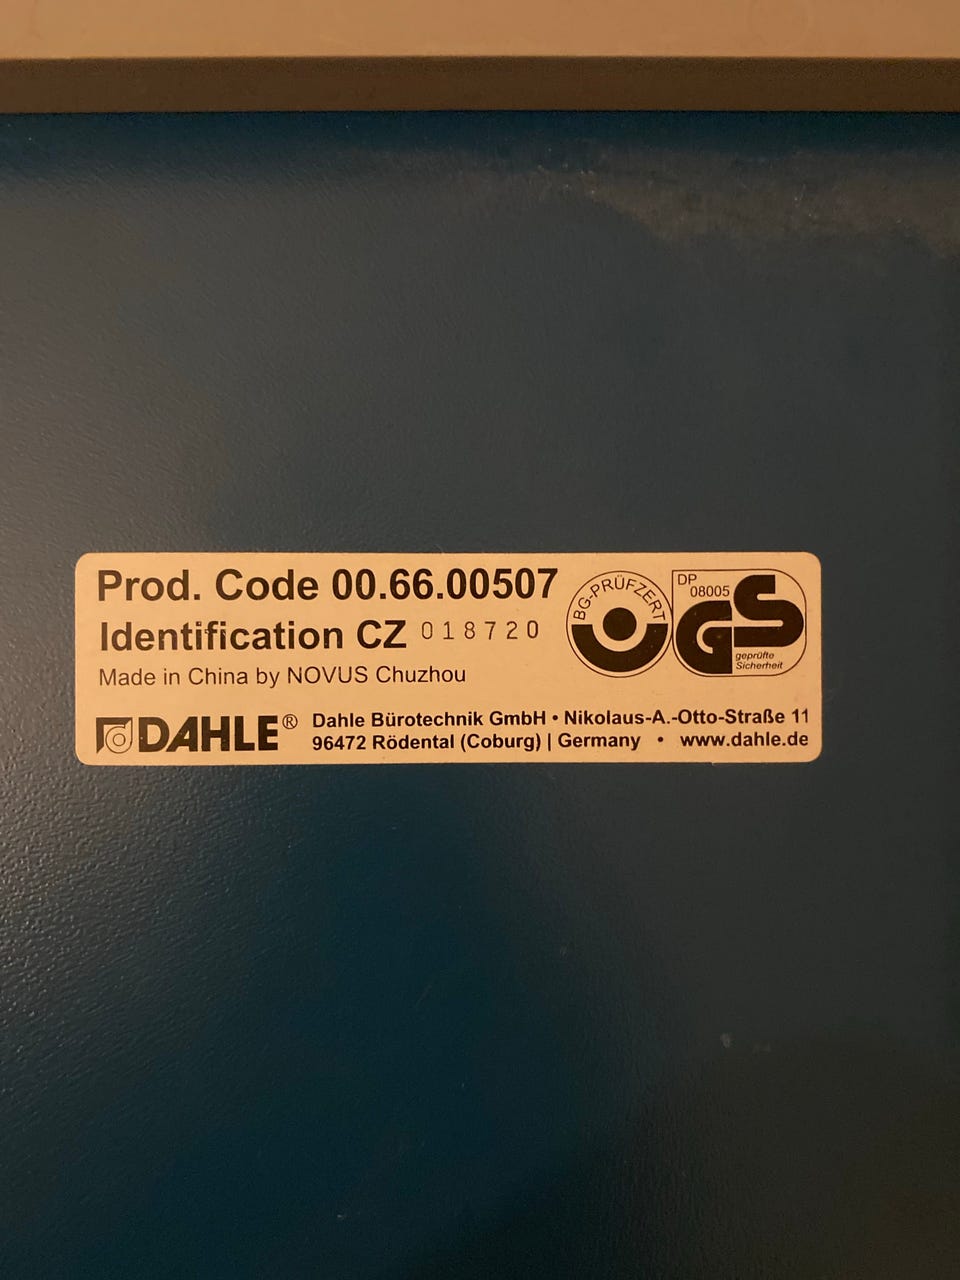 Prod. Code 00.66.00507
Identification CZ 018720
Made in China by NOVUS Chuzhou
BG-PRÜFZERT
DP
08005
GS
geprüfte
Sicherheit
DAHLE®
Dahle Bürotechnik GmbH • Nikolaus-A.-Otto-Straße 11
96472 Rödental (Coburg) | Germany • www.dahle.de